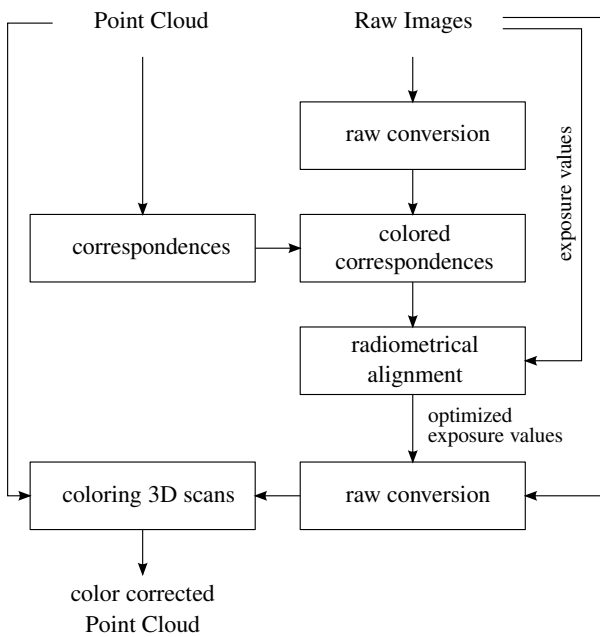 Point Cloud
Raw Images
raw conversion
exposure values
correspondences
colored
correspondences
radiometrical
alignment
optimized
exposure values
coloring 3D scans
raw conversion
color corrected
Point Cloud